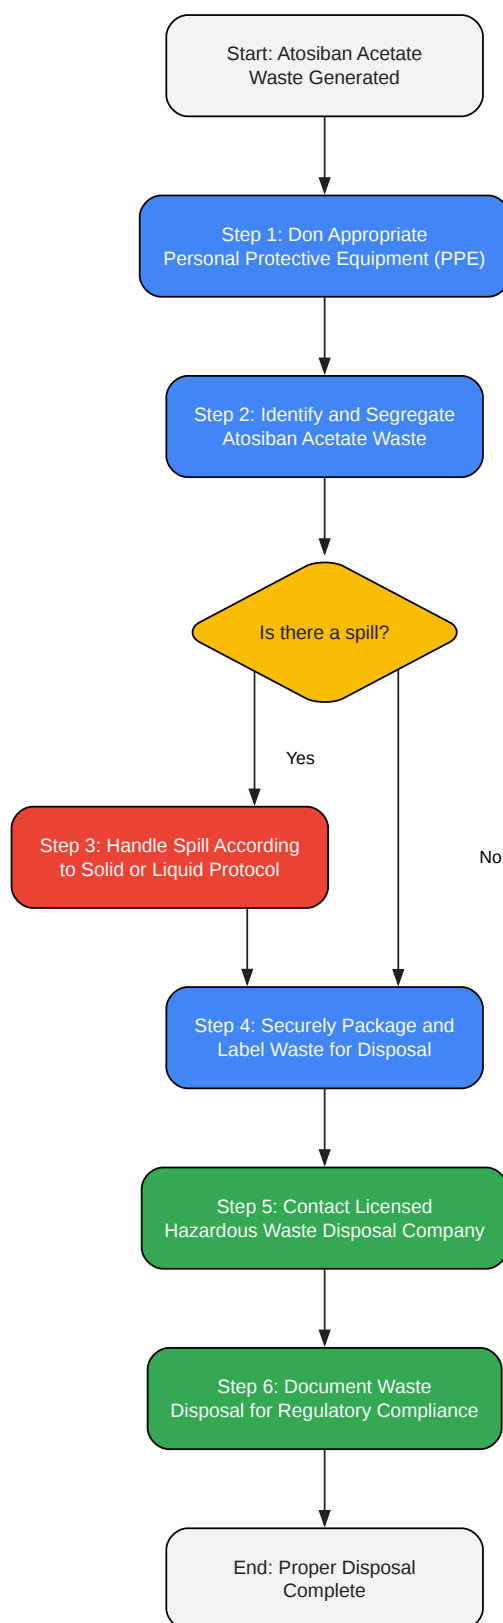 Start: Atosiban Acetate
Waste Generated
Step 1: Don Appropriate
Personal Protective Equipment (PPE)
Step 2: Identify and Segregate
Atosiban Acetate Waste
Is there a spill?
Yes
Step 3: Handle Spill According
to Solid or Liquid Protocol
No
Step 4: Securely Package and
Label Waste for Disposal
Step 5: Contact Licensed
Hazardous Waste Disposal Company
Step 6: Document Waste
Disposal for Regulatory Compliance
End: Proper Disposal
Complete